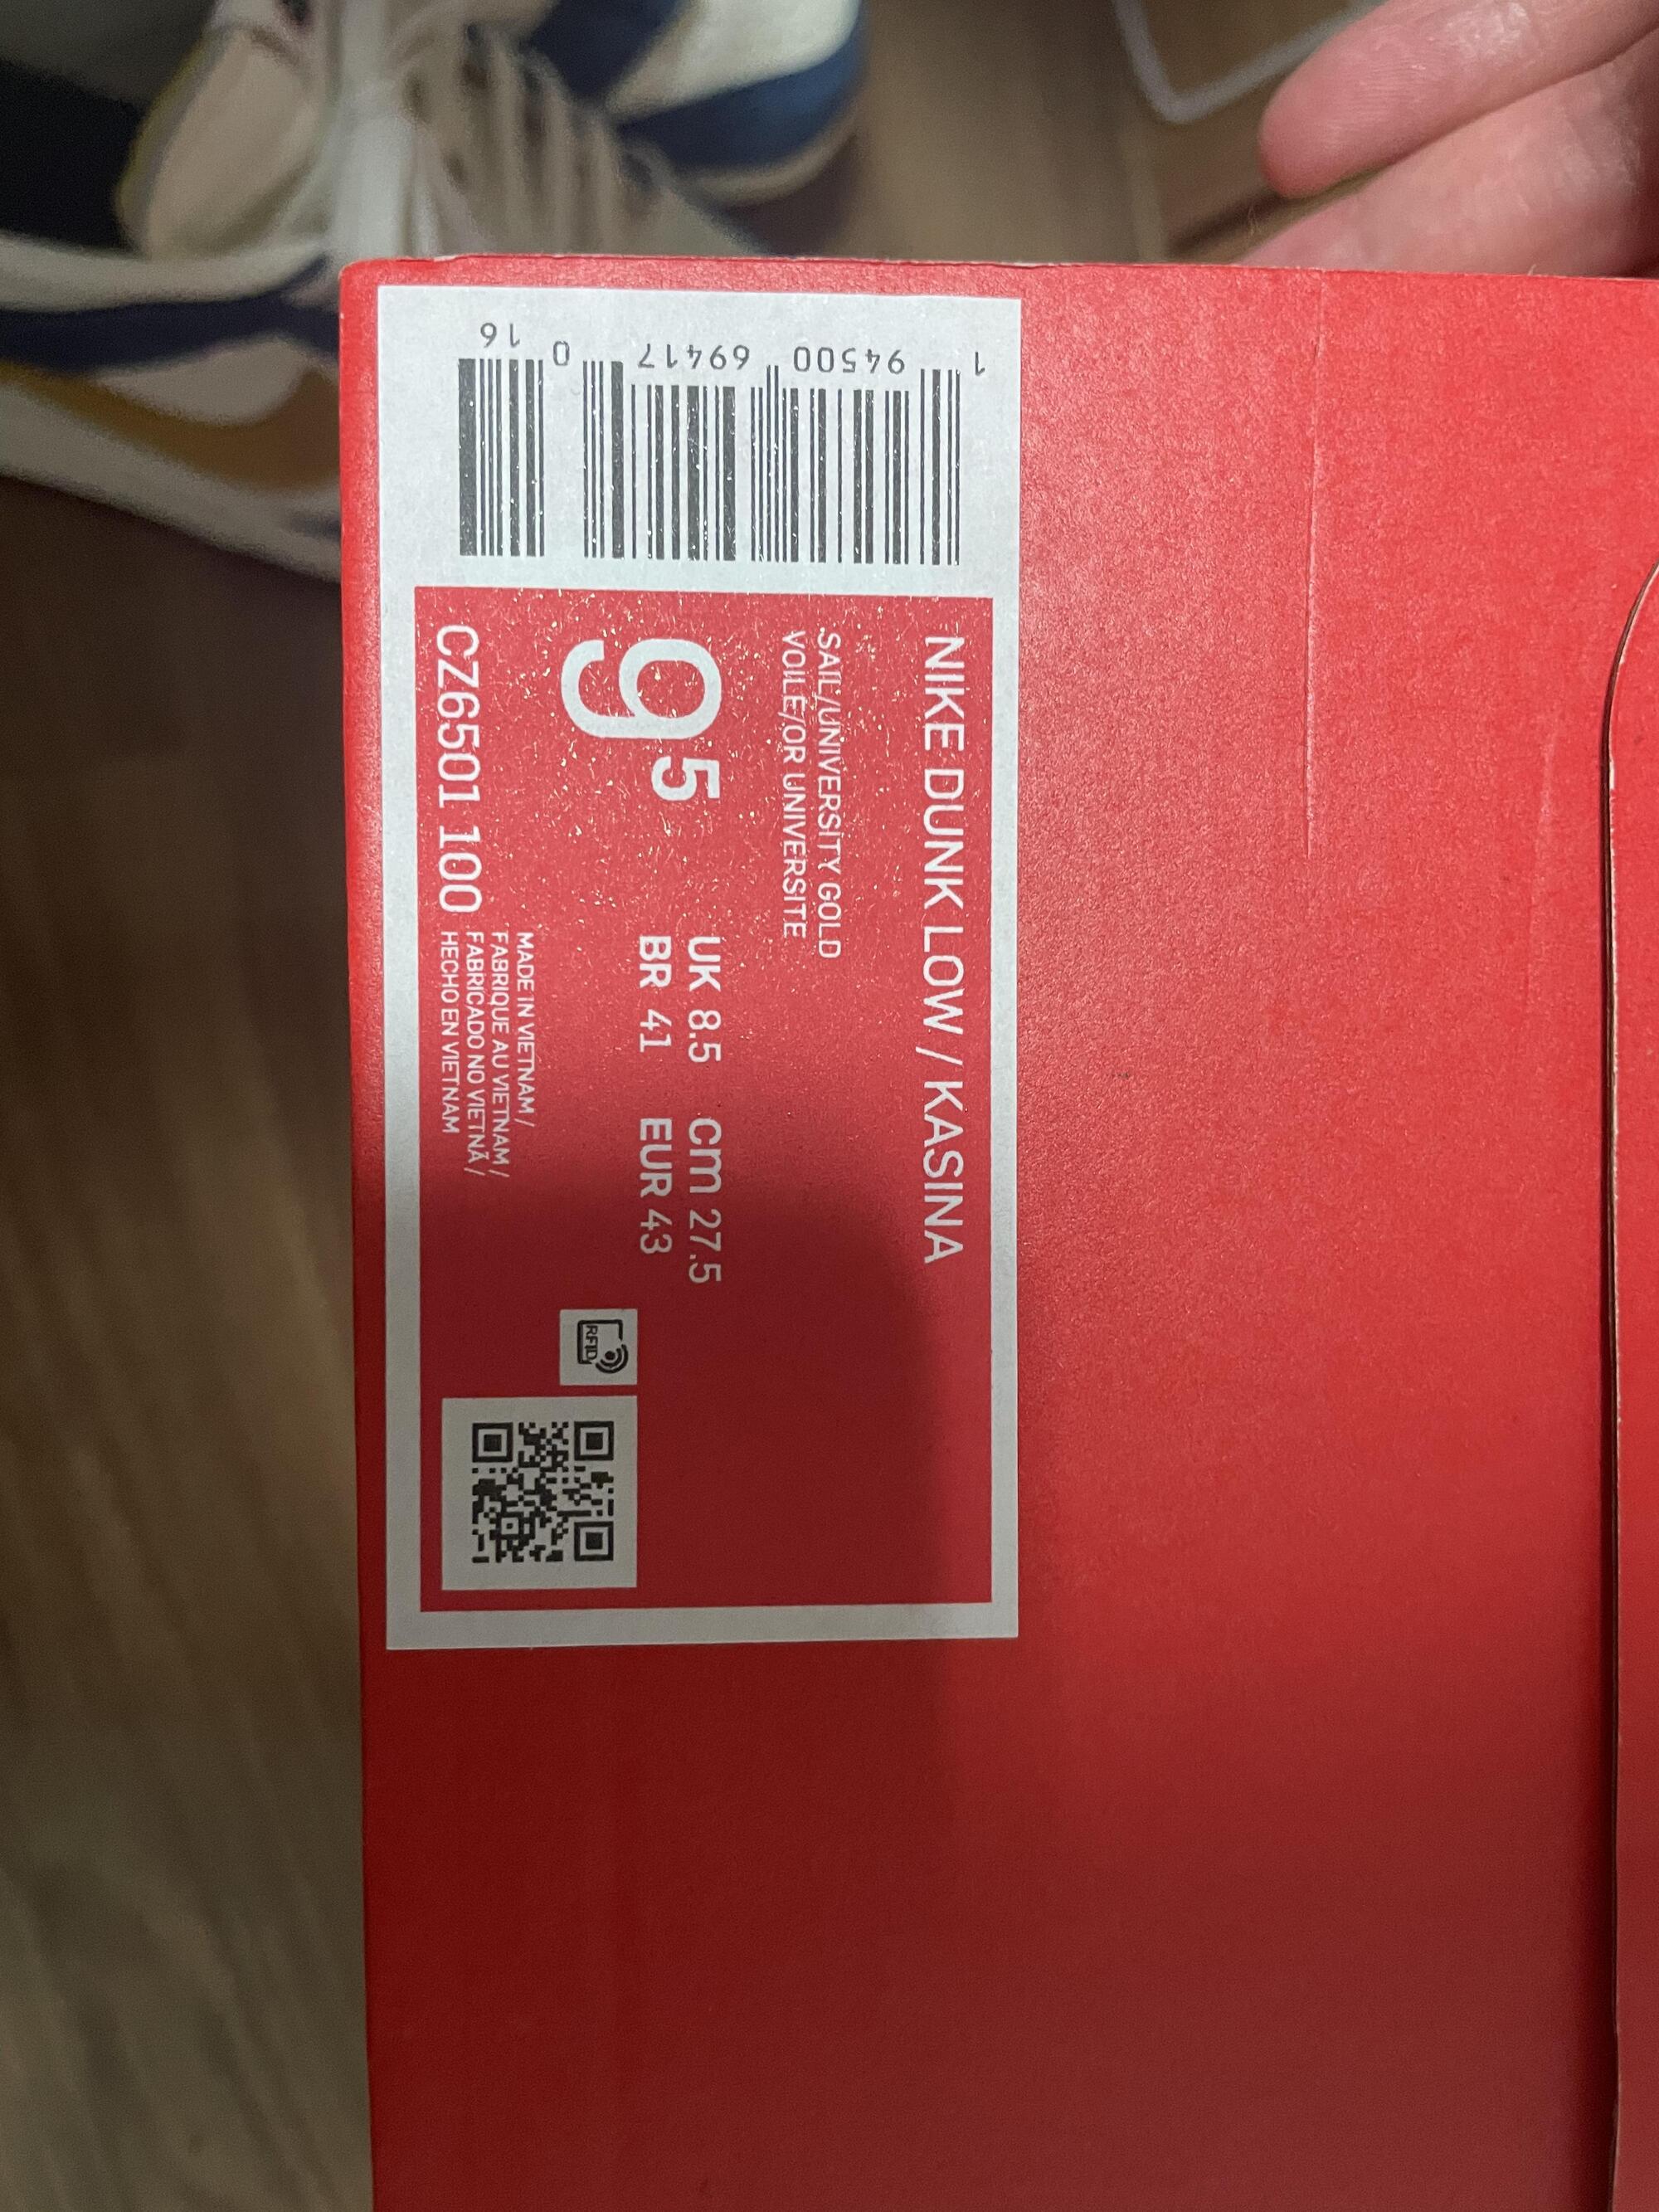 NIKE DUNK LOW / KASINA
SAIL/UNIVERSITY GOLD
VOILE/OR UNIVERSITE
9.5
UK 8.5 cm 27.5
BR 41 EUR 43
CZ6501 100
MADE IN VIETNAM /
FABRIQUE AU VIETNAM /
FABRICADO NO VIETNÃ /
HECHO EN VIETNAM
RFID
1 94500 69417 0 16